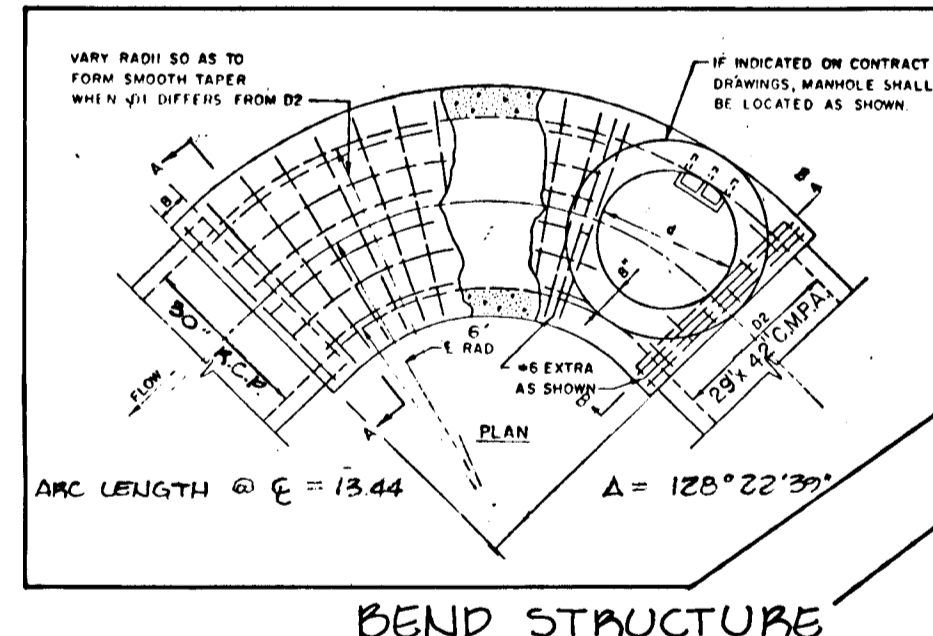 VARY RADII SO AS TO
FORM SMOOTH TAPER
WHEN D1 DIFFERS FROM D2
IF INDICATED ON CONTRACT
DRAWINGS, MANHOLE SHALL
BE LOCATED AS SHOWN.
A
8
B
d
8"
30"
R.C.P.
FLOW
6'
℄ RAD
#6 EXTRA
AS SHOWN
B
D2
29" x 42" C.M.P.A.
A
PLAN
ARC LENGTH @ ℄ = 13.44
Δ = 128°22'39"
BEND STRUCTURE